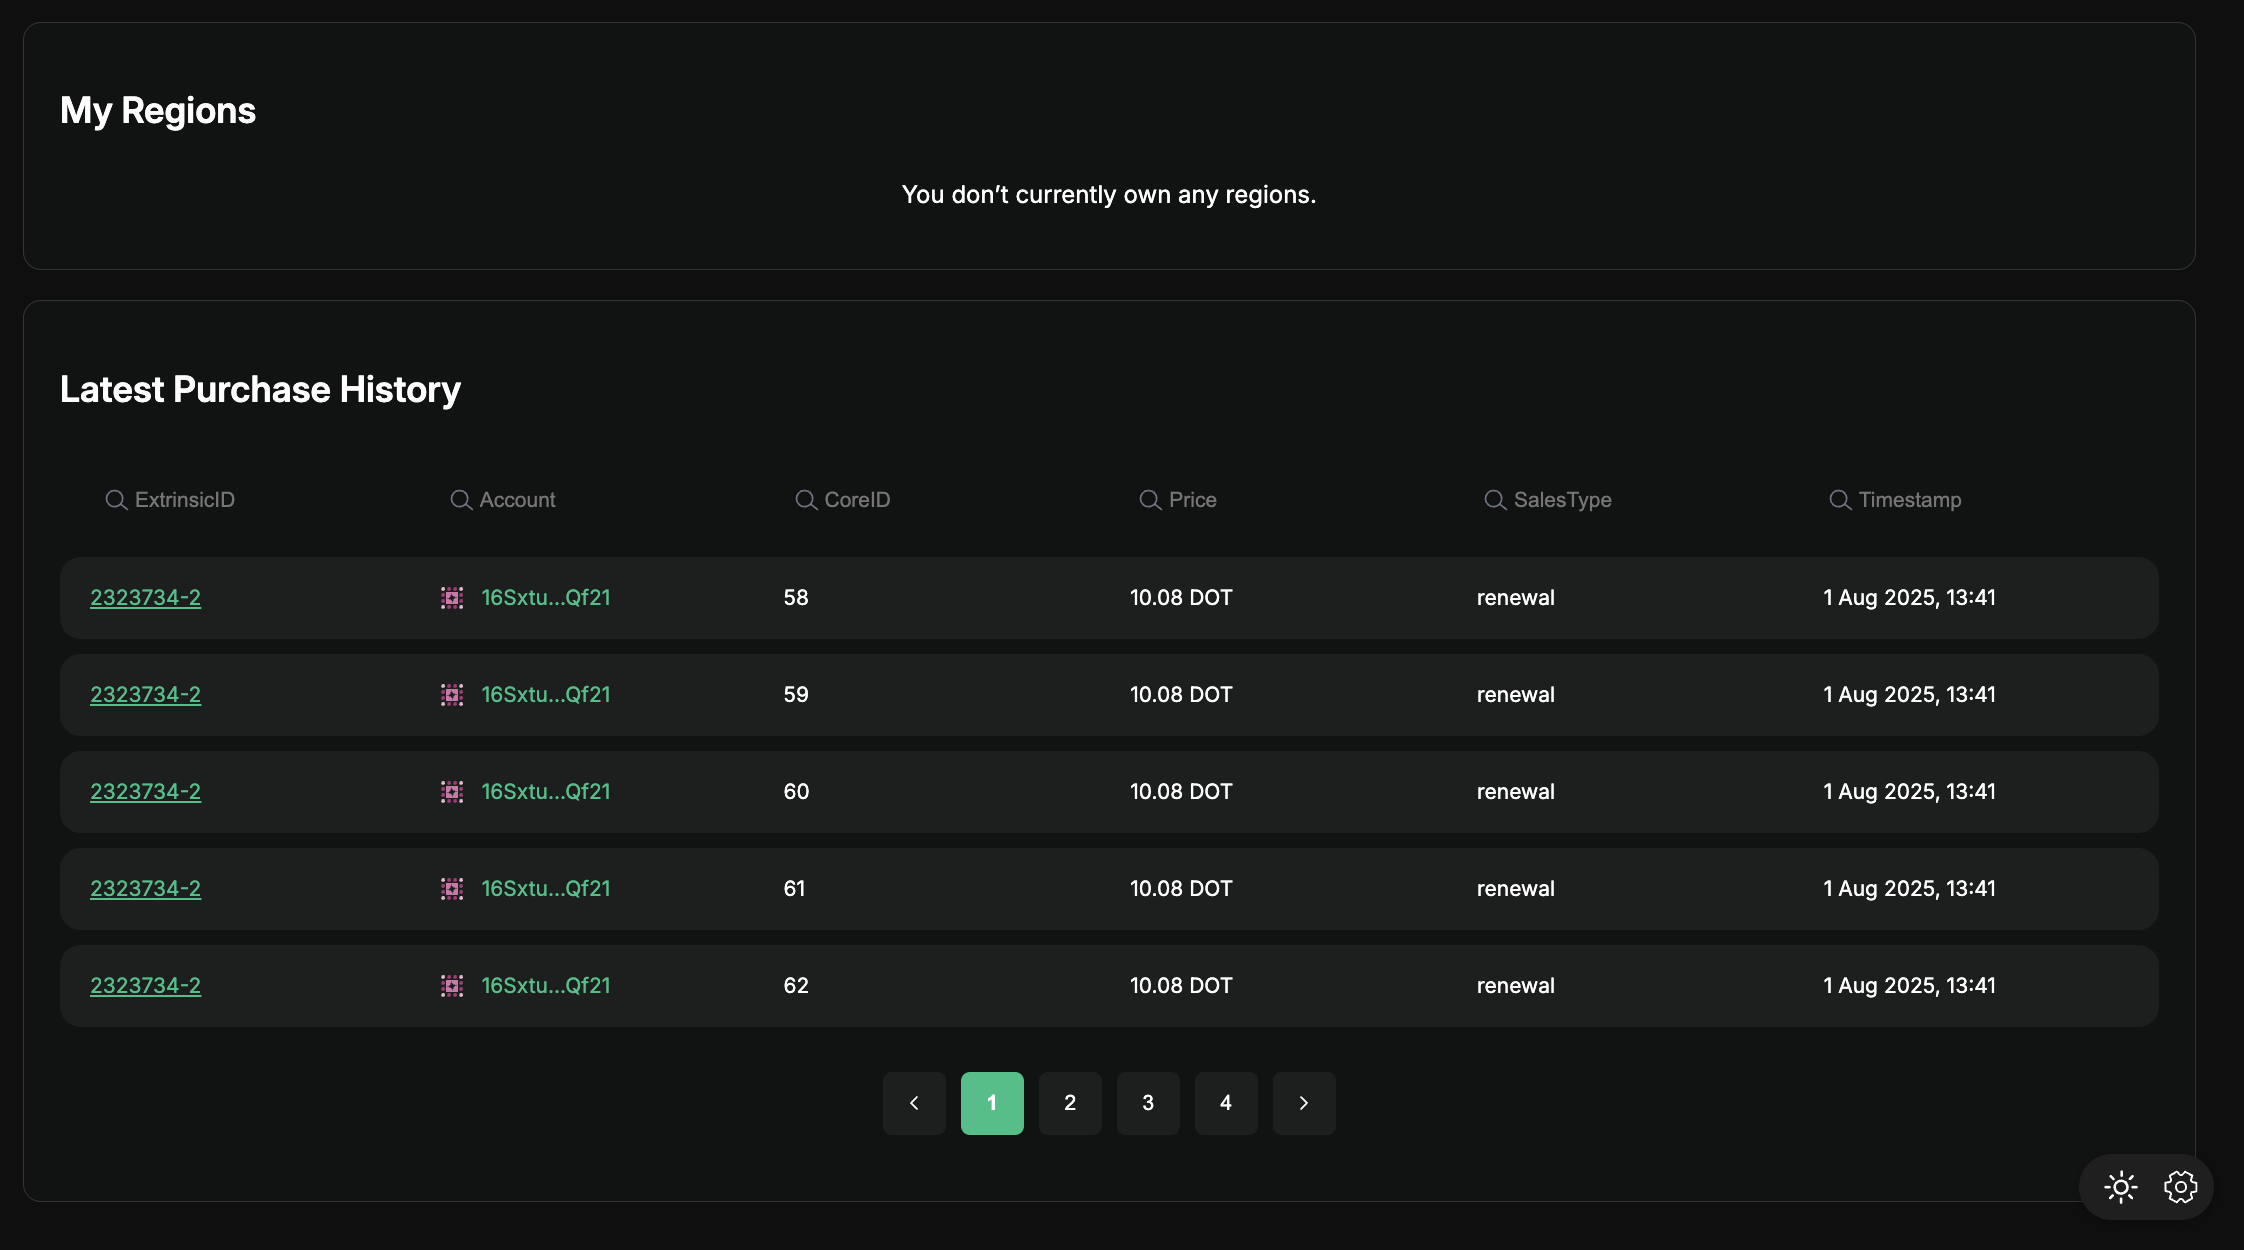 My Regions
You don’t currently own any regions.
Latest Purchase History
ExtrinsicID Account CoreID Price SalesType Timestamp
2323734-2 16Sxtu...Qf21 58 10.08 DOT renewal 1 Aug 2025, 13:41
2323734-2 16Sxtu...Qf21 59 10.08 DOT renewal 1 Aug 2025, 13:41
2323734-2 16Sxtu...Qf21 60 10.08 DOT renewal 1 Aug 2025, 13:41
2323734-2 16Sxtu...Qf21 61 10.08 DOT renewal 1 Aug 2025, 13:41
2323734-2 16Sxtu...Qf21 62 10.08 DOT renewal 1 Aug 2025, 13:41
1 2 3 4